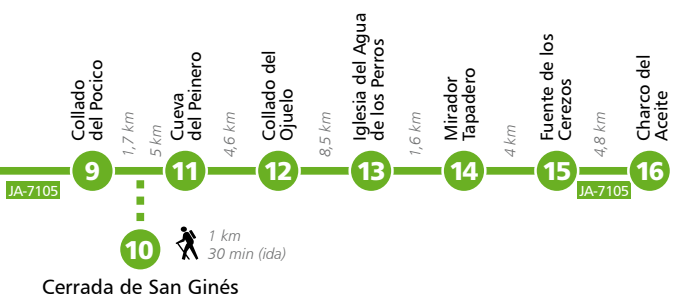 Collado
del Pocico
1,7 km
5 km
Cueva
del Peinero
4,6 km
Collado del
Ojuelo
8,5 km
Iglesia del Agua
de los Perros
1,6 km
Mirador
Tapadero
4 km
Fuente de los
Cerezos
4,8 km
Charco del
Aceite
9
11
12
13
14
15
16
JA-7105
JA-7105
10
1 km
30 min (ida)
Cerrada de San Ginés